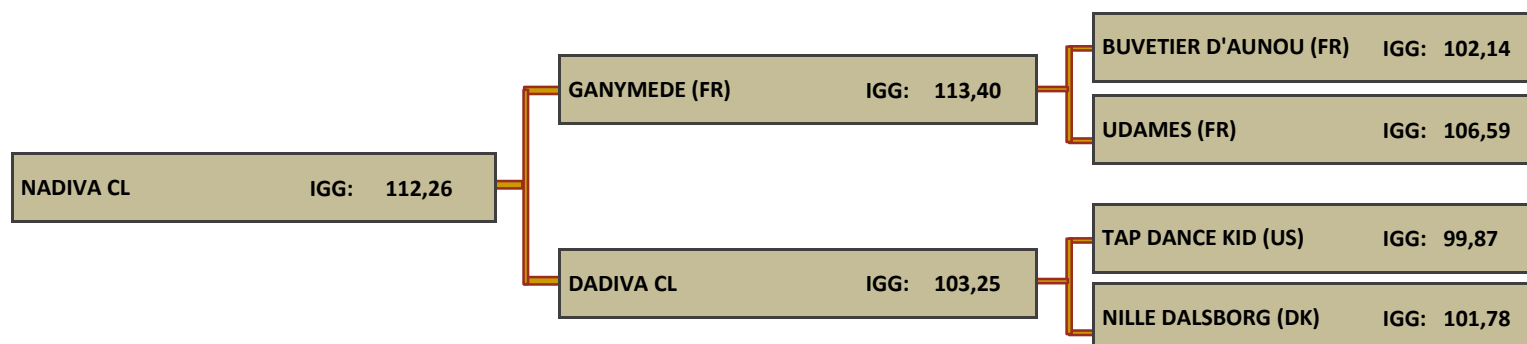 BUVETIER D'AUNOU (FR) IGG: 102,14
GANYMEDE (FR) IGG: 113,40
UDAMES (FR) IGG: 106,59
NADIVA CL IGG: 112,26
TAP DANCE KID (US) IGG: 99,87
DADIVA CL IGG: 103,25
NILLE DALSBORG (DK) IGG: 101,78